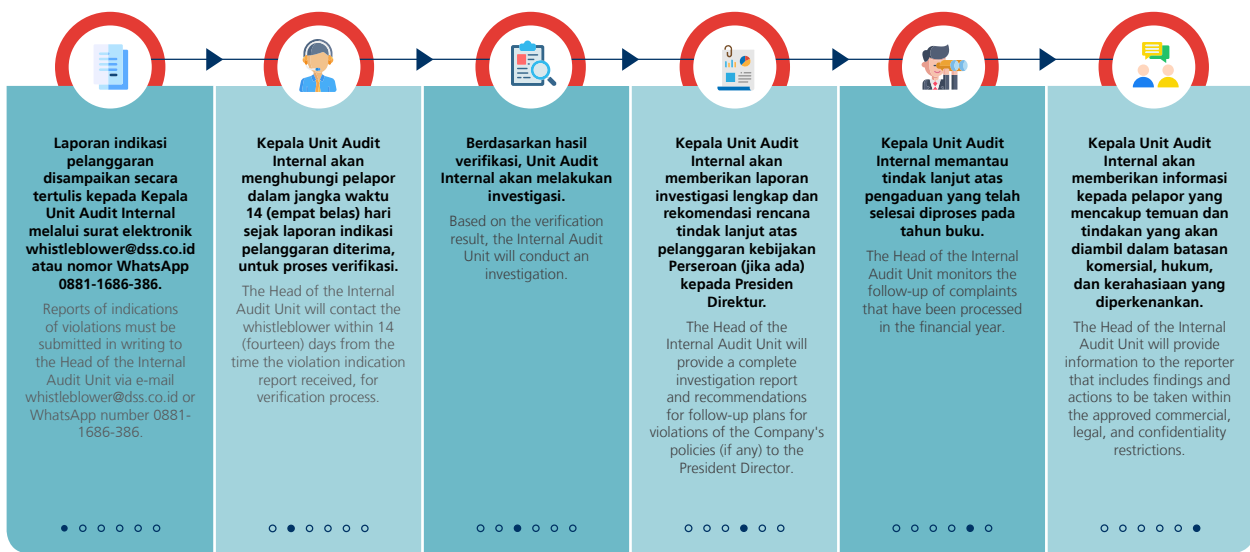 Laporan indikasi
pelanggaran
disampaikan secara
tertulis kepada Kepala
Unit Audit Internal
melalui surat elektronik
whistleblower@dss.co.id
atau nomor WhatsApp
0881-1686-386.
Reports of indications
of violations must be
submitted in writing to
the Head of the Internal
Audit Unit via e-mail
whistleblower@dss.co.id or
WhatsApp number 0881-
1686-386.
Kepala Unit Audit
Internal akan
menghubungi pelapor
dalam jangka waktu
14 (empat belas) hari
sejak laporan indikasi
pelanggaran diterima,
untuk proses verifikasi.
The Head of the Internal
Audit Unit will contact the
whistleblower within 14
(fourteen) days from the
time the violation indication
report received, for
verification process.
Berdasarkan hasil
verifikasi, Unit Audit
Internal akan melakukan
investigasi.
Based on the verification
result, the Internal Audit
Unit will conduct an
investigation.
Kepala Unit Audit
Internal akan
memberikan laporan
investigasi lengkap dan
rekomendasi rencana
tindak lanjut atas
pelanggaran kebijakan
Perseroan (jika ada)
kepada Presiden
Direktur.
The Head of the
Internal Audit Unit will
provide a complete
investigation report
and recommendations
for follow-up plans for
violations of the Company's
policies (if any) to the
President Director.
Kepala Unit Audit
Internal memantau
tindak lanjut atas
pengaduan yang telah
selesai diproses pada
tahun buku.
The Head of the Internal
Audit Unit monitors the
follow-up of complaints
that have been processed
in the financial year.
Kepala Unit Audit
Internal akan
memberikan informasi
kepada pelapor yang
mencakup temuan dan
tindakan yang akan
diambil dalam batasan
komersial, hukum,
dan kerahasiaan yang
diperkenankan.
The Head of the Internal
Audit Unit will provide
information to the reporter
that includes findings and
actions to be taken within
the approved commercial,
legal, and confidentiality
restrictions.